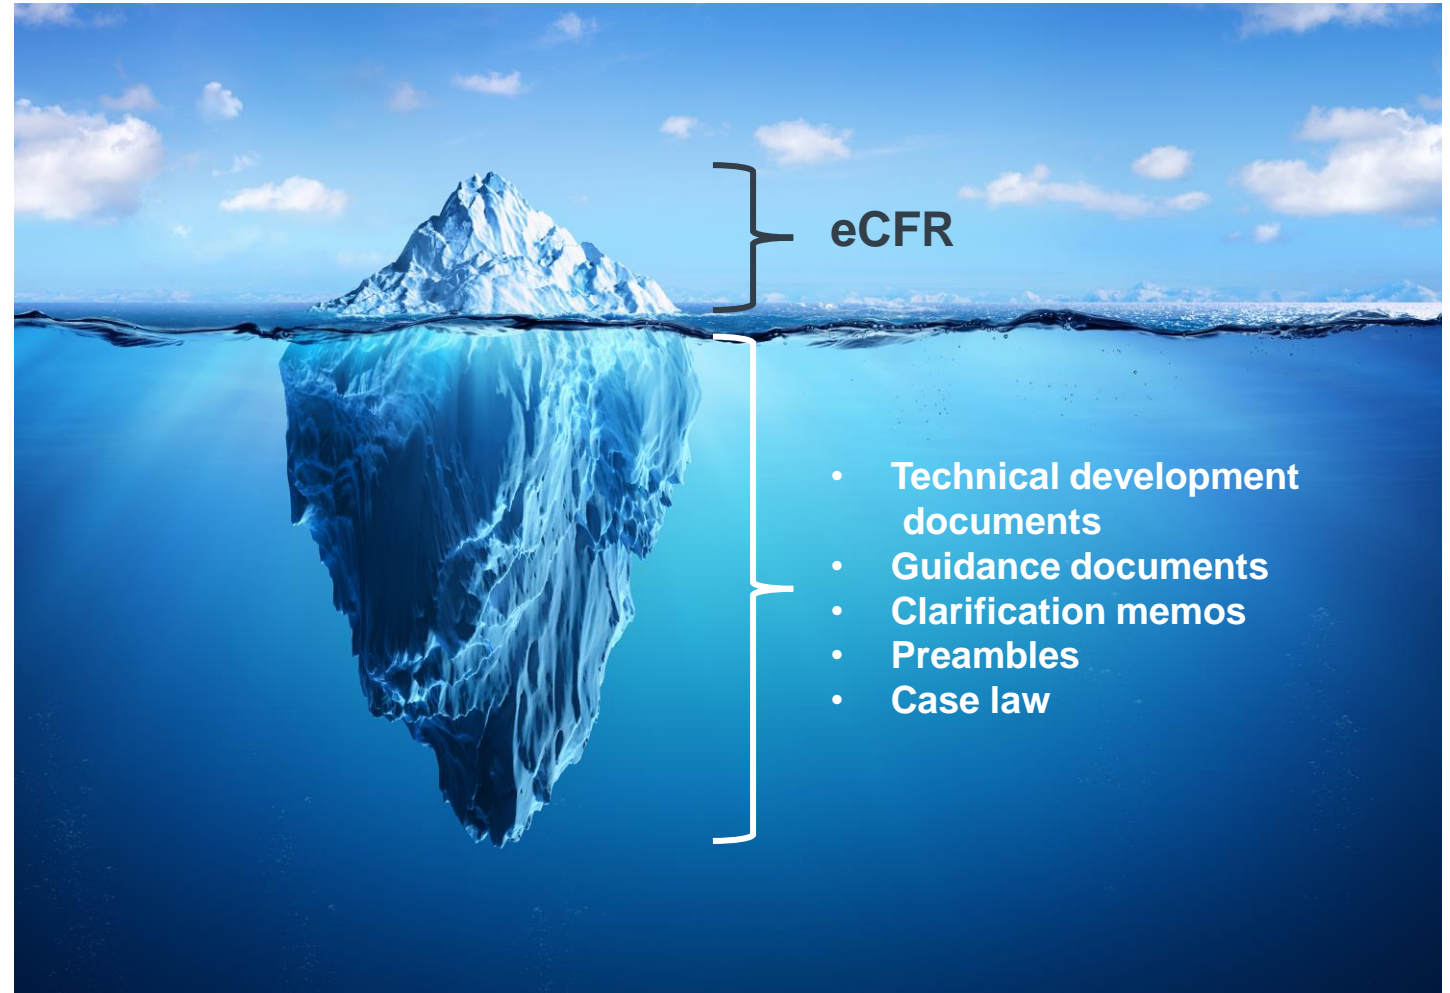 eCFR
• Technical development
documents
• Guidance documents
• Clarification memos
• Preambles
• Case law